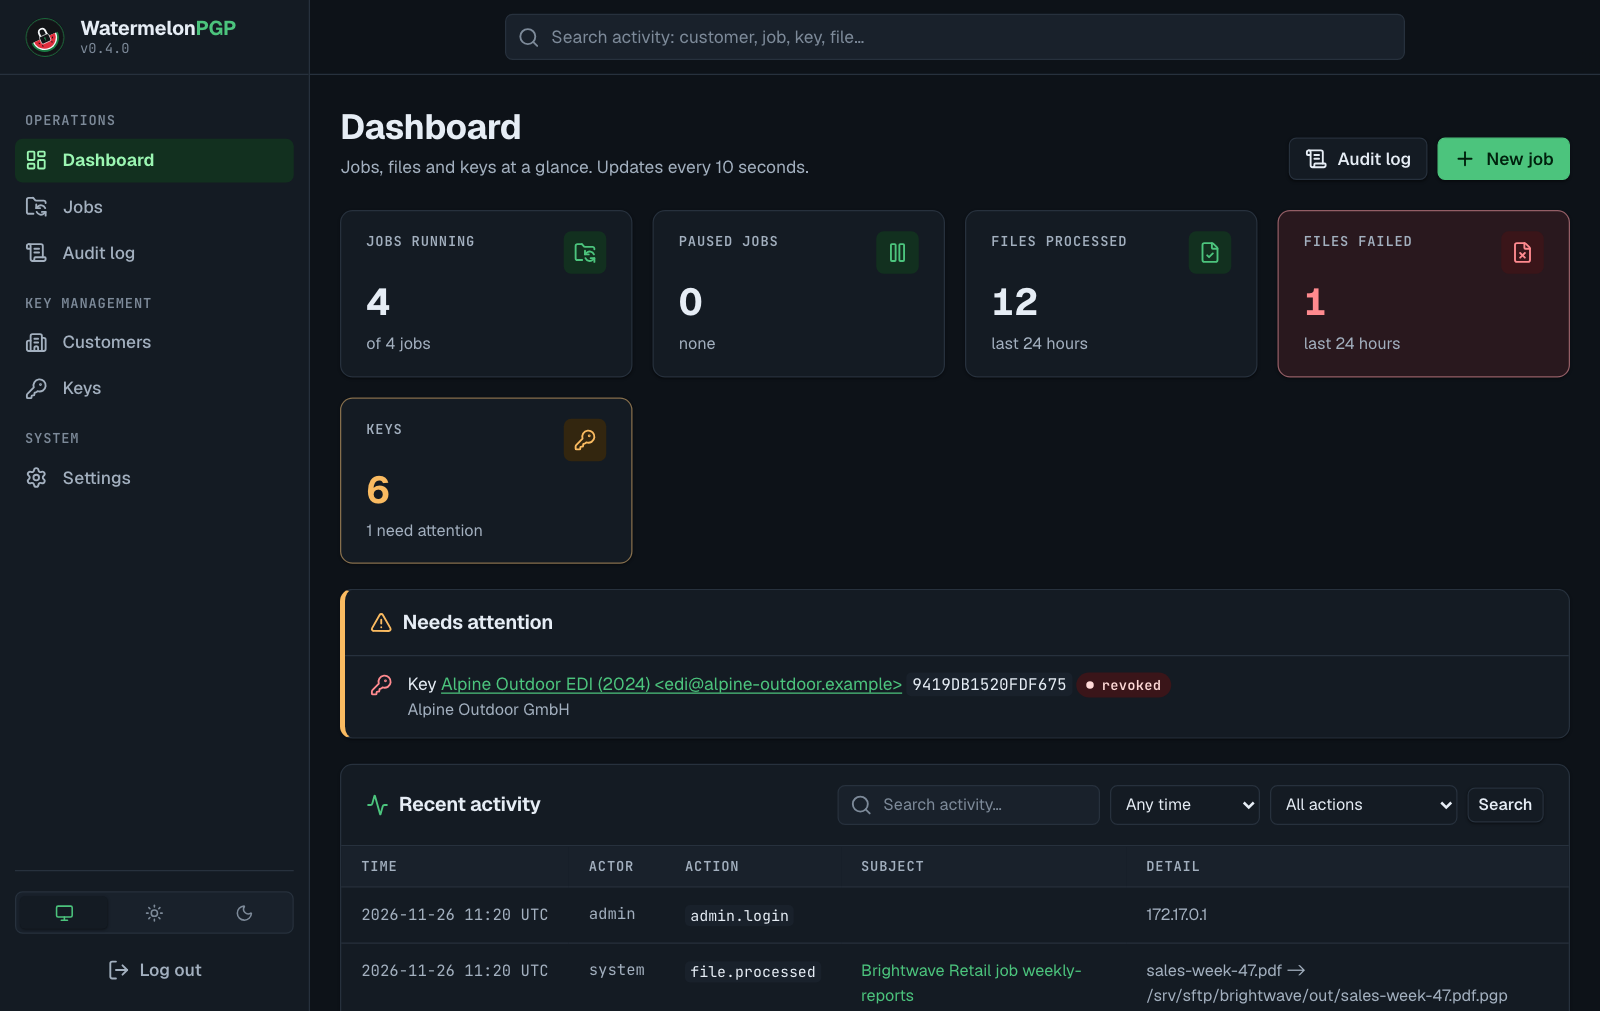 WatermelonPGP
v0.4.0
Search activity: customer, job, key, file...
OPERATIONS
Dashboard
Jobs
Audit log
KEY MANAGEMENT
Customers
Keys
SYSTEM
Settings
Log out
Dashboard
Jobs, files and keys at a glance. Updates every 10 seconds.
Audit log
New job
JOBS RUNNING
4
of 4 jobs
PAUSED JOBS
0
none
FILES PROCESSED
12
last 24 hours
FILES FAILED
1
last 24 hours
KEYS
6
1 need attention
Needs attention
Key Alpine Outdoor EDI (2024) <edi@alpine-outdoor.example> 9419DB1520FDF675 revoked
Alpine Outdoor GmbH
Recent activity
Search activity...
Any time
All actions
Search
TIME ACTOR ACTION SUBJECT DETAIL
2026-11-26 11:20 UTC admin admin.login 172.17.0.1
2026-11-26 11:20 UTC system file.processed Brightwave Retail job weekly-reports sales-week-47.pdf → /srv/sftp/brightwave/out/sales-week-47.pdf.pgp